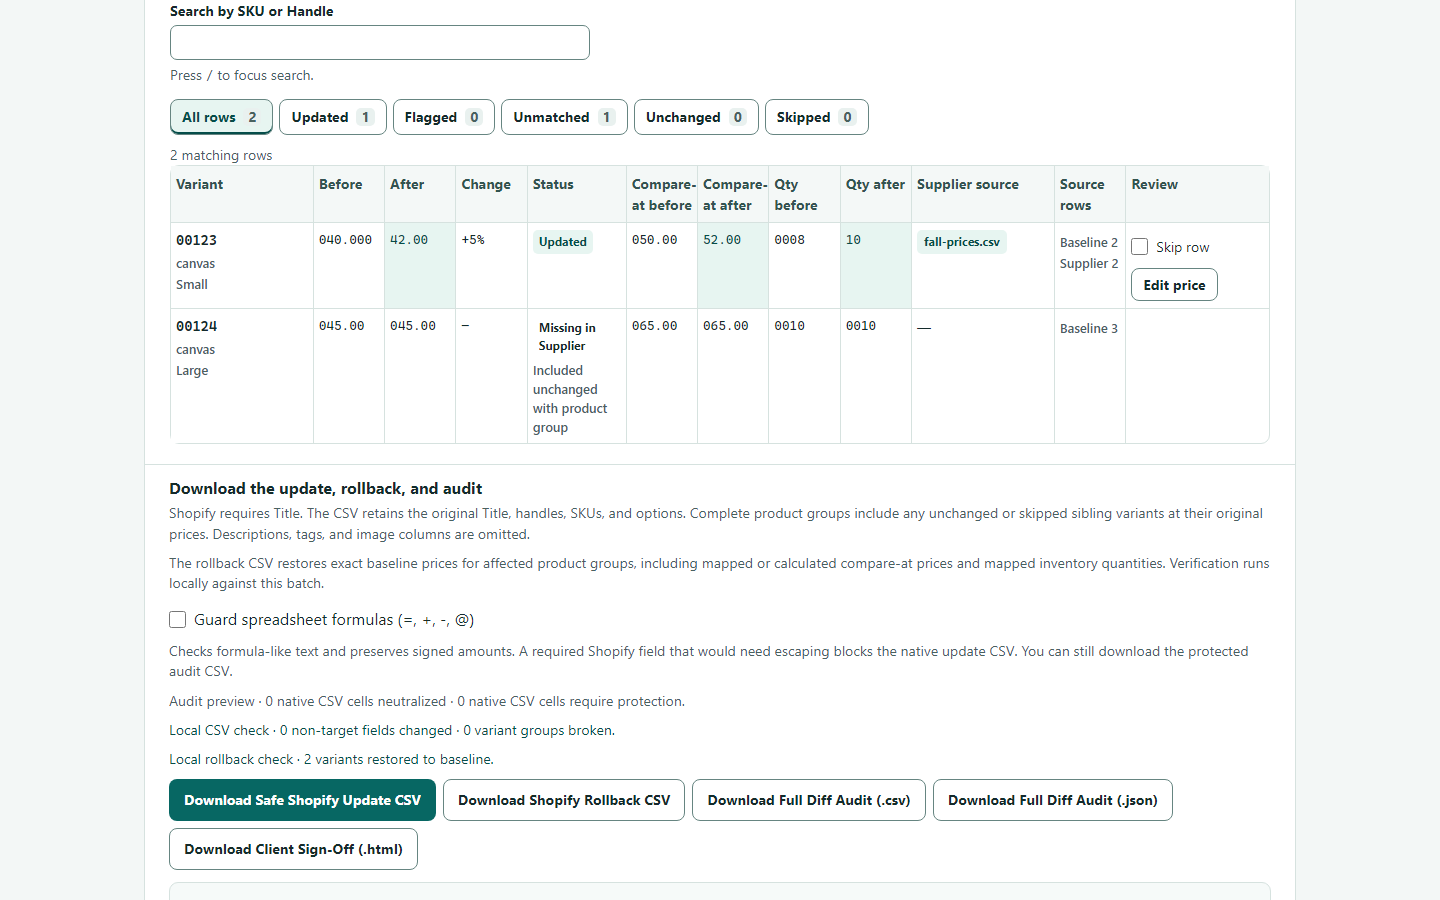 Search by SKU or Handle
Press / to focus search.
All rows 2 Updated 1 Flagged 0 Unmatched 1 Unchanged 0 Skipped 0
2 matching rows
Variant Before After Change Status Compare-at before Compare-at after Qty before Qty after Supplier source Source rows Review
00123 040.000 42.00 +5% Updated 050.00 52.00 0008 10 fall-prices.csv Baseline 2 Skip row
canvas Supplier 2
Small Edit price
00124 045.00 045.00 — Missing in 065.00 065.00 0010 0010 — Baseline 3
Supplier
canvas
Large Included
unchanged
with product
group
Download the update, rollback, and audit
Shopify requires Title. The CSV retains the original Title, handles, SKUs, and options. Complete product groups include any unchanged or skipped sibling variants at their original
prices. Descriptions, tags, and image columns are omitted.
The rollback CSV restores exact baseline prices for affected product groups, including mapped or calculated compare-at prices and mapped inventory quantities. Verification runs
locally against this batch.
Guard spreadsheet formulas (=, +, -, @)
Checks formula-like text and preserves signed amounts. A required Shopify field that would need escaping blocks the native update CSV. You can still download the protected
audit CSV.
Audit preview · 0 native CSV cells neutralized · 0 native CSV cells require protection.
Local CSV check · 0 non-target fields changed · 0 variant groups broken.
Local rollback check · 2 variants restored to baseline.
Download Safe Shopify Update CSV Download Shopify Rollback CSV Download Full Diff Audit (.csv) Download Full Diff Audit (.json)
Download Client Sign-Off (.html)